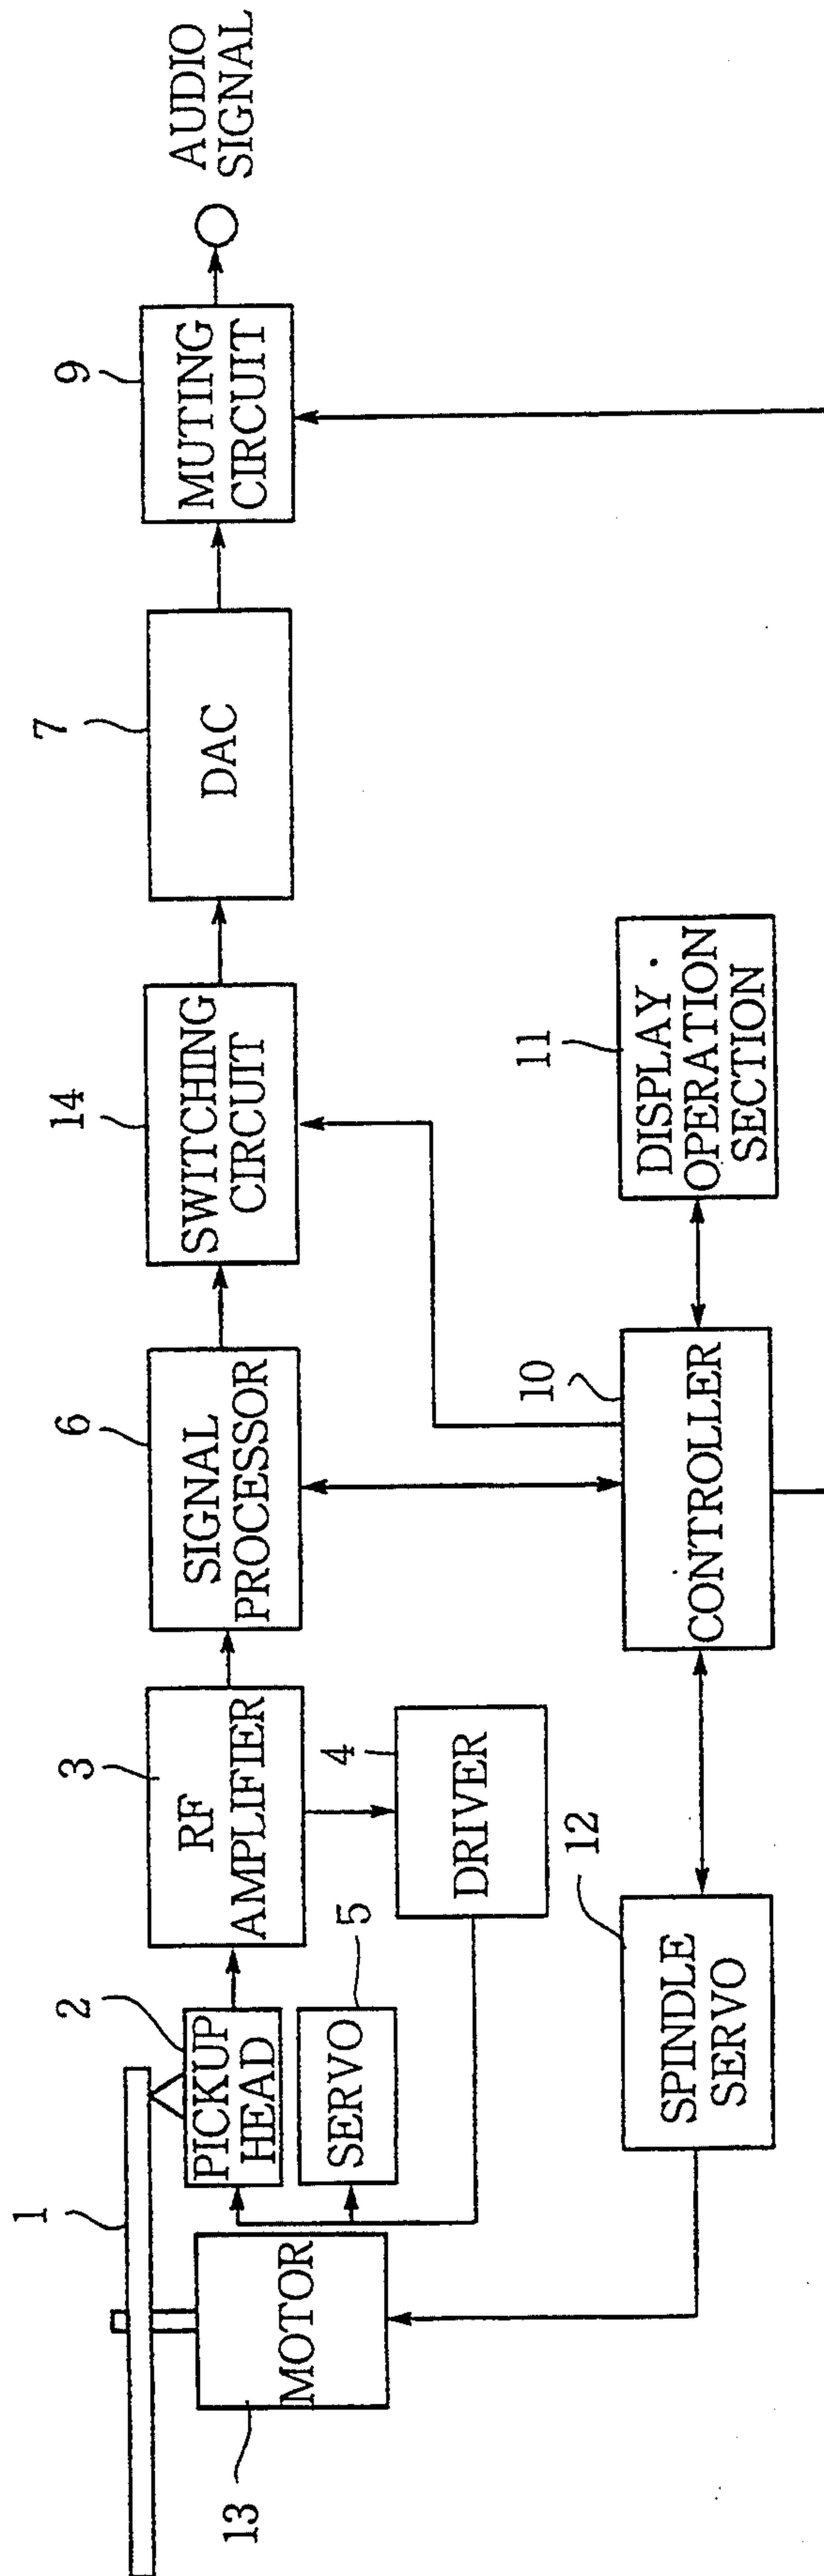 1
2
PICKUP
HEAD
3
RF
AMPLIFIER
6
SIGNAL
PROCESSOR
14
SWITCHING
CIRCUIT
7
DAC
9
MUTING
CIRCUIT
AUDIO
SIGNAL
13
MOTOR
5
SERVO
4
DRIVER
12
SPINDLE
SERVO
10
CONTROLLER
11
DISPLAY ·
OPERATION
SECTION